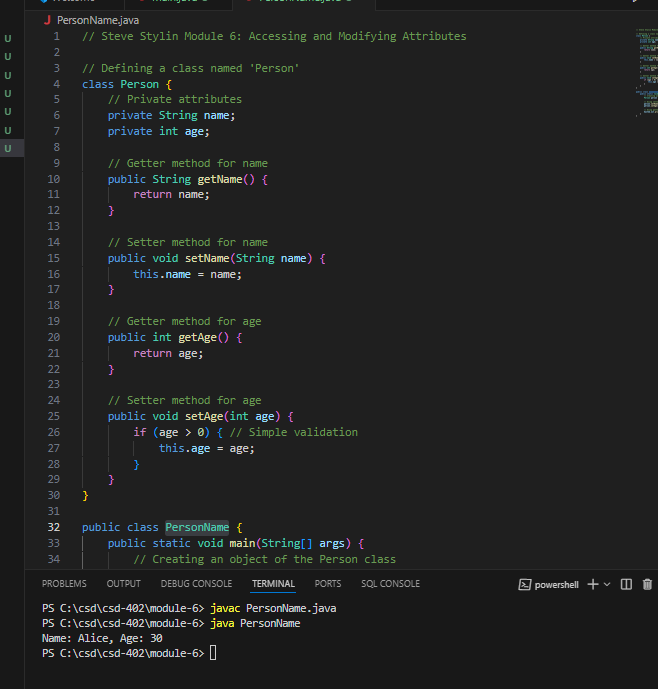 PersonName.java
1 // Steve Stylin Module 6: Accessing and Modifying Attributes
2
3 // Defining a class named 'Person'
4 class Person {
5 // Private attributes
6 private String name;
7 private int age;
8
9 // Getter method for name
10 public String getName() {
11 return name;
12 }
13
14 // Setter method for name
15 public void setName(String name) {
16 this.name = name;
17 }
18
19 // Getter method for age
20 public int getAge() {
21 return age;
22 }
23
24 // Setter method for age
25 public void setAge(int age) {
26 if (age > 0) { // Simple validation
27 this.age = age;
28 }
29 }
30 }
31
32 public class PersonName {
33 public static void main(String[] args) {
34 // Creating an object of the Person class
U
U
U
U
U
U
U
PROBLEMS OUTPUT DEBUG CONSOLE TERMINAL PORTS SQL CONSOLE powershell
PS C:\csd\csd-402\module-6> javac PersonName.java
PS C:\csd\csd-402\module-6> java PersonName
Name: Alice, Age: 30
PS C:\csd\csd-402\module-6>